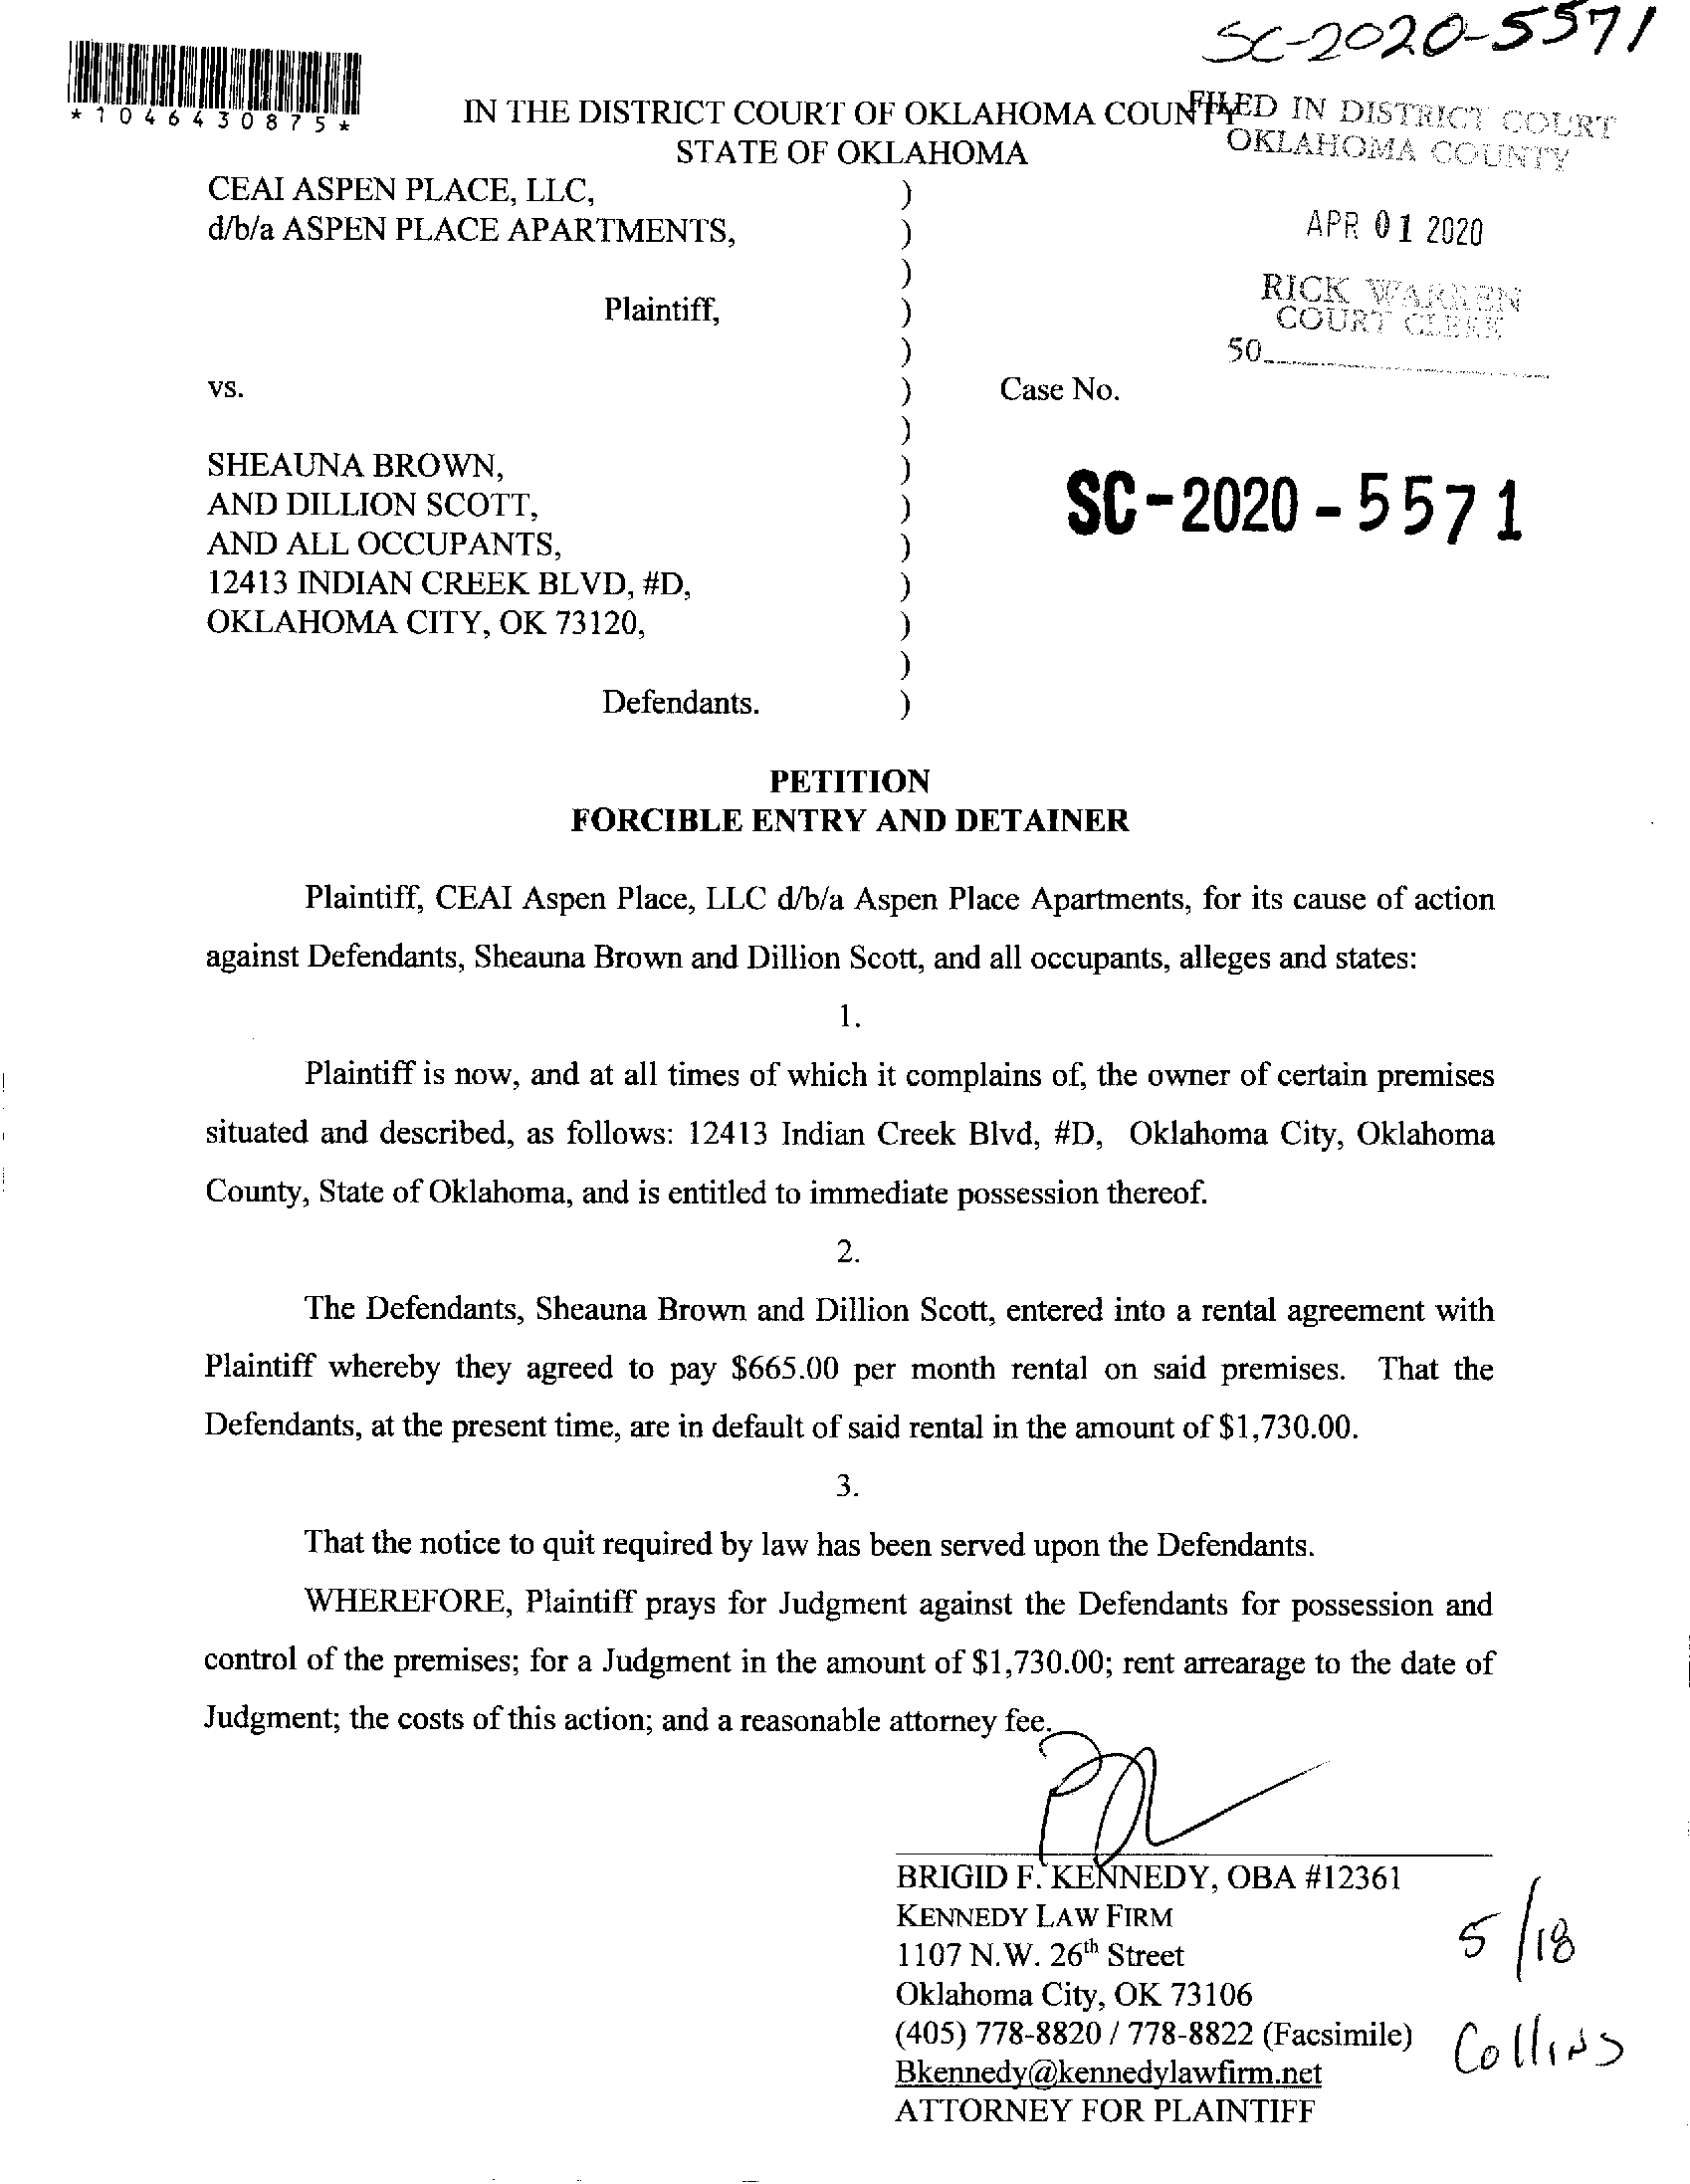 SC-2020-5571
*1046430875*
IN THE DISTRICT COURT OF OKLAHOMA COUNTY
STATE OF OKLAHOMA
FILED IN DISTRICT COURT
OKLAHOMA COUNTY
APR 01 2020
RICK WARREN
COURT CLERK
50
CEAI ASPEN PLACE, LLC, )
d/b/a ASPEN PLACE APARTMENTS, )
)
Plaintiff, )
)
vs. ) Case No.
)
SHEAUNA BROWN, )
AND DILLION SCOTT, ) SC-2020-5571
AND ALL OCCUPANTS, )
12413 INDIAN CREEK BLVD, #D, )
OKLAHOMA CITY, OK 73120, )
)
Defendants. )
PETITION
FORCIBLE ENTRY AND DETAINER
Plaintiff, CEAI Aspen Place, LLC d/b/a Aspen Place Apartments, for its cause of action
against Defendants, Sheauna Brown and Dillion Scott, and all occupants, alleges and states:
1.
Plaintiff is now, and at all times of which it complains of, the owner of certain premises
situated and described, as follows: 12413 Indian Creek Blvd, #D, Oklahoma City, Oklahoma
County, State of Oklahoma, and is entitled to immediate possession thereof.
2.
The Defendants, Sheauna Brown and Dillion Scott, entered into a rental agreement with
Plaintiff whereby they agreed to pay $665.00 per month rental on said premises. That the
Defendants, at the present time, are in default of said rental in the amount of $1,730.00.
3.
That the notice to quit required by law has been served upon the Defendants.
WHEREFORE, Plaintiff prays for Judgment against the Defendants for possession and
control of the premises; for a Judgment in the amount of $1,730.00; rent arrearage to the date of
Judgment; the costs of this action; and a reasonable attorney fee.
BRIGID F. KENNEDY, OBA #12361
KENNEDY LAW FIRM
1107 N.W. 26th Street
Oklahoma City, OK 73106
(405) 778-8820 / 778-8822 (Facsimile)
Bkennedy@kennedylawfirm.net
ATTORNEY FOR PLAINTIFF
5/18
Collins